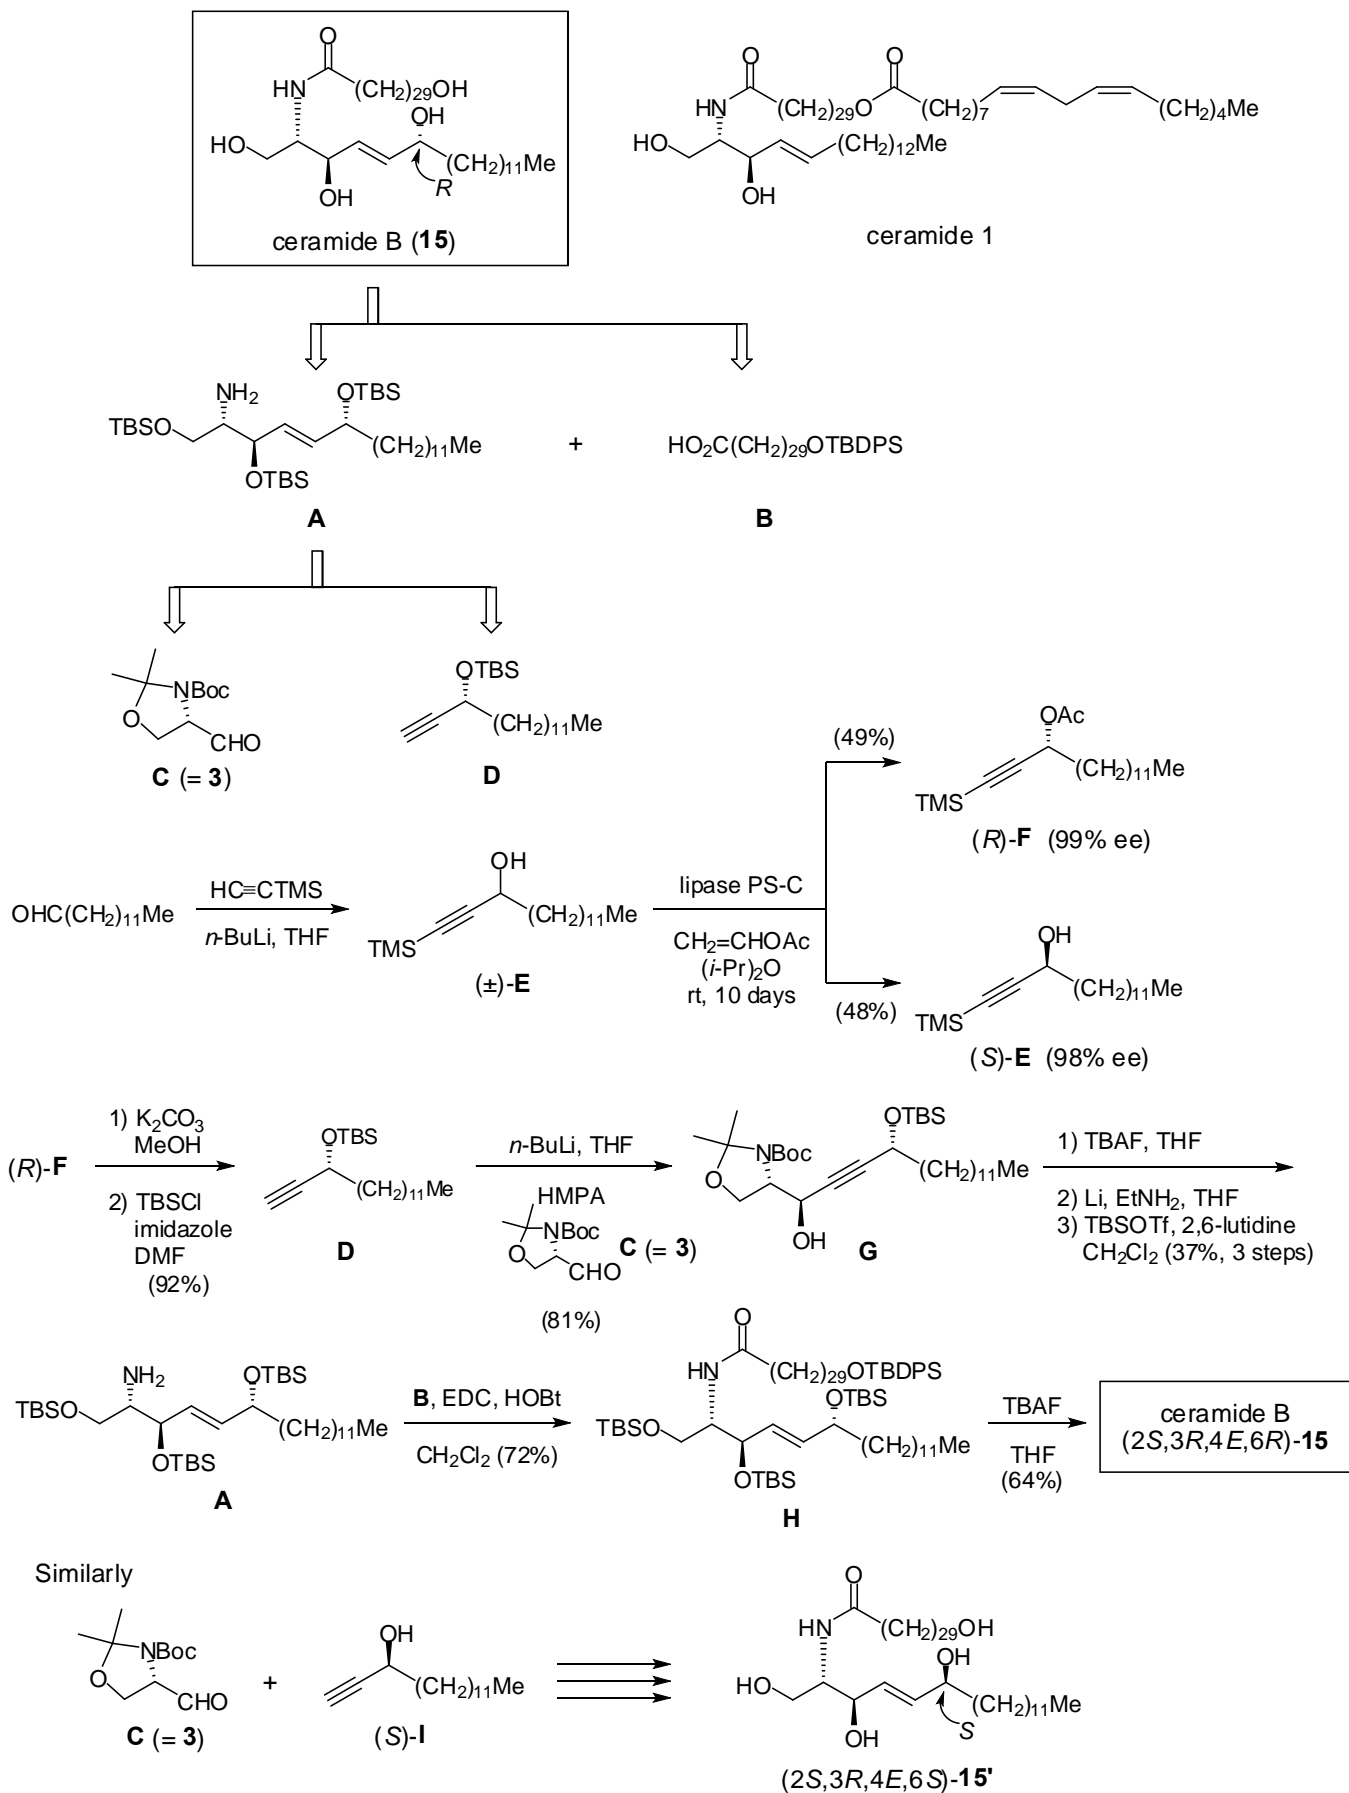 O
HN
(CH2)29OH
OH
HO
(CH2)11Me
OH
R
ceramide B (15)
O
O
HN
(CH2)29O
(CH2)7
(CH2)4Me
HO
(CH2)12Me
OH
ceramide 1
NH2
OTBS
TBSO
(CH2)11Me
OTBS
A
+
HO2C(CH2)29OTBDPS
B
NBoc
O
CHO
C (= 3)
OTBS
(CH2)11Me
D
OHC(CH2)11Me
HC≡CTMS
n-BuLi, THF
OH
(CH2)11Me
TMS
(±)-E
lipase PS-C
CH2=CHOAc
(i-Pr)2O
rt, 10 days
(49%)
OAc
(CH2)11Me
TMS
(R)-F (99% ee)
(48%)
OH
(CH2)11Me
TMS
(S)-E (98% ee)
(R)-F
1) K2CO3
MeOH
2) TBSCl
imidazole
DMF
(92%)
OTBS
(CH2)11Me
D
n-BuLi, THF
HMPA
NBoc
O
CHO
C (= 3)
(81%)
OTBS
NBoc
O
(CH2)11Me
OH
G
1) TBAF, THF
2) Li, EtNH2, THF
3) TBSOTf, 2,6-lutidine
CH2Cl2 (37%, 3 steps)
NH2
OTBS
TBSO
(CH2)11Me
OTBS
A
B, EDC, HOBt
CH2Cl2 (72%)
O
HN
(CH2)29OTBDPS
OTBS
TBSO
(CH2)11Me
OTBS
H
TBAF
THF
(64%)
ceramide B
(2S,3R,4E,6R)-15
Similarly
NBoc
O
CHO
C (= 3)
+
OH
(CH2)11Me
(S)-I
O
HN
(CH2)29OH
OH
HO
(CH2)11Me
OH
S
(2S,3R,4E,6S)-15'